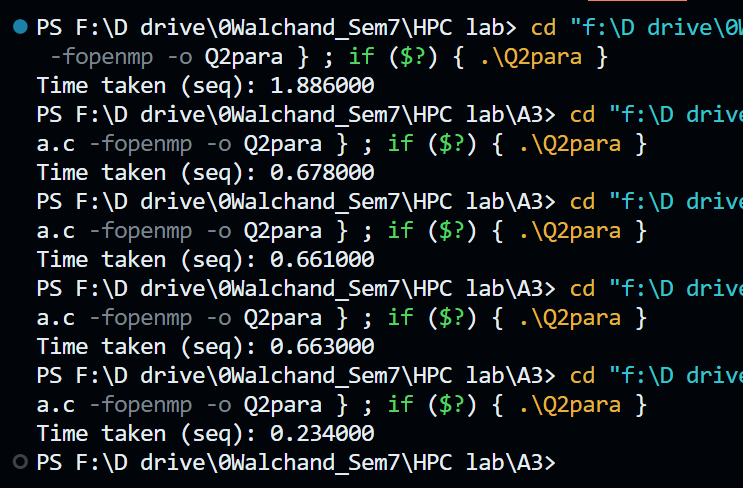 PS F:\D drive\0Walchand_Sem7\HPC lab> cd "f:\D drive\0W
-fopenmp -o Q2para } ; if ($?) { .\Q2para }
Time taken (seq): 1.886000
PS F:\D drive\0Walchand_Sem7\HPC lab\A3> cd "f:\D drive
a.c -fopenmp -o Q2para } ; if ($?) { .\Q2para }
Time taken (seq): 0.678000
PS F:\D drive\0Walchand_Sem7\HPC lab\A3> cd "f:\D drive
a.c -fopenmp -o Q2para } ; if ($?) { .\Q2para }
Time taken (seq): 0.661000
PS F:\D drive\0Walchand_Sem7\HPC lab\A3> cd "f:\D drive
a.c -fopenmp -o Q2para } ; if ($?) { .\Q2para }
Time taken (seq): 0.663000
PS F:\D drive\0Walchand_Sem7\HPC lab\A3> cd "f:\D drive
a.c -fopenmp -o Q2para } ; if ($?) { .\Q2para }
Time taken (seq): 0.234000
PS F:\D drive\0Walchand_Sem7\HPC lab\A3>